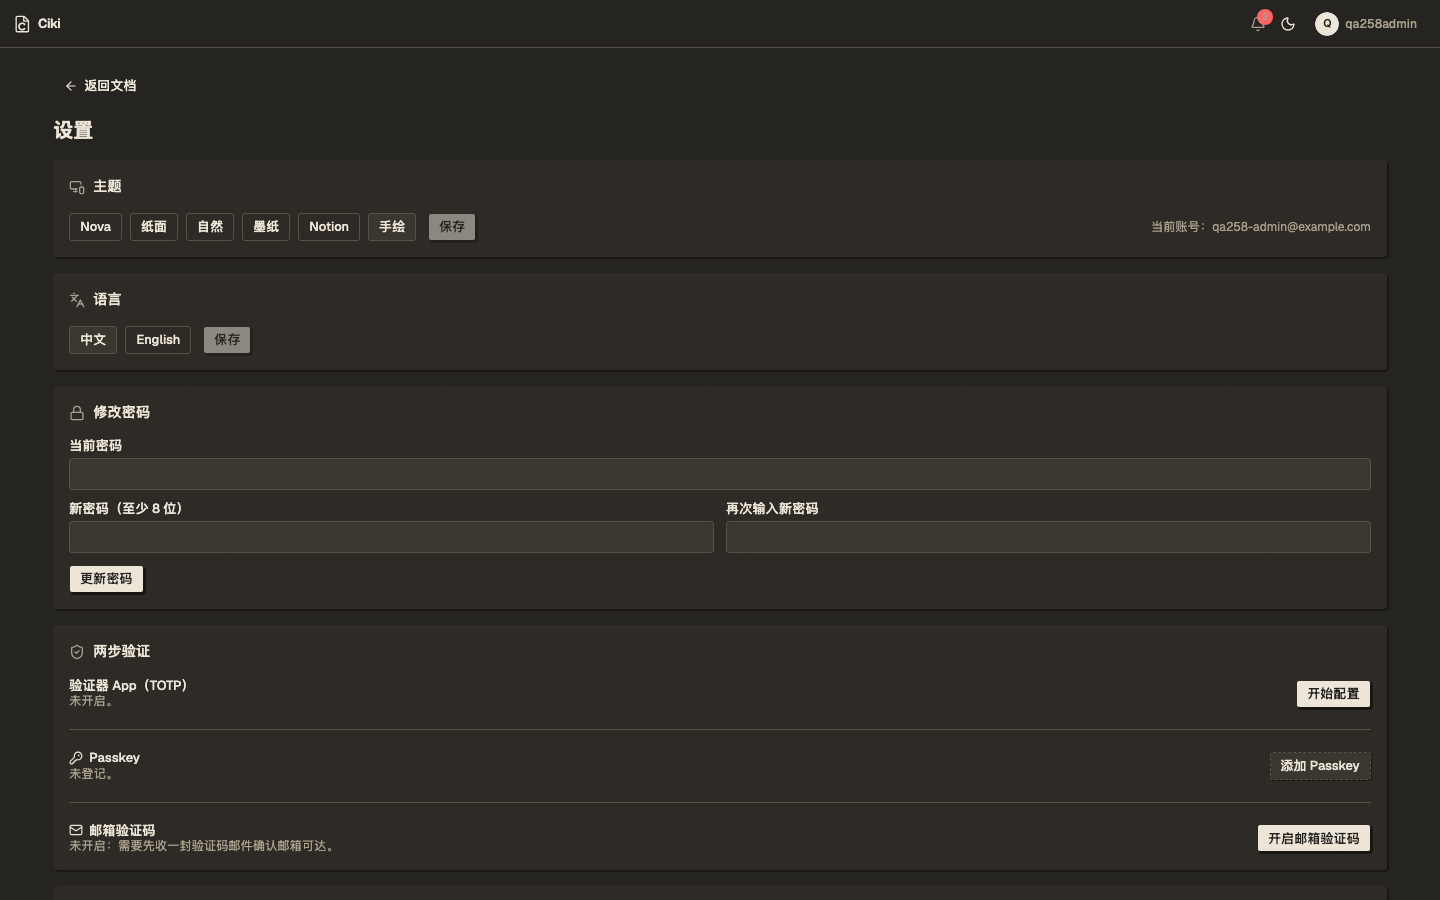 Ciki
Q qa258admin
返回文档
设置
主题
Nova 纸面 自然 墨纸 Notion 手绘 保存 当前账号：qa258-admin@example.com
语言
中文 English 保存
修改密码
当前密码
新密码（至少 8 位） 再次输入新密码
更新密码
两步验证
验证器 App（TOTP）
未开启。
开始配置
Passkey
未登记。
添加 Passkey
邮箱验证码
未开启：需要先收一封验证码邮件确认邮箱可达。
开启邮箱验证码